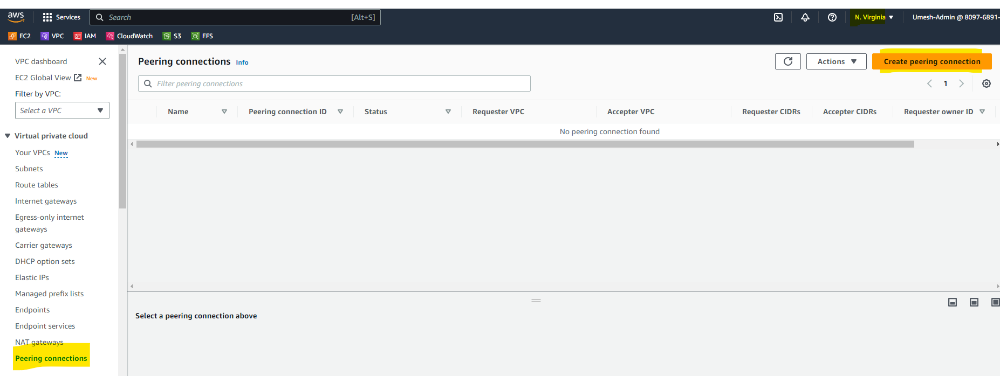 aws
Services
Search [Alt+S]
N. Virginia
Umesh-Admin @ 8097-6891-
EC2 VPC IAM CloudWatch S3 EFS
VPC dashboard
EC2 Global View New
Filter by VPC:
Select a VPC
Virtual private cloud
Your VPCs New
Subnets
Route tables
Internet gateways
Egress-only internet
gateways
Carrier gateways
DHCP option sets
Elastic IPs
Managed prefix lists
Endpoints
Endpoint services
NAT gateways
Peering connections
Peering connections Info
Actions
Create peering connection
Filter peering connections
1
Name Peering connection ID Status Requester VPC Accepter VPC Requester CIDRs Accepter CIDRs Requester owner ID
No peering connection found
Select a peering connection above